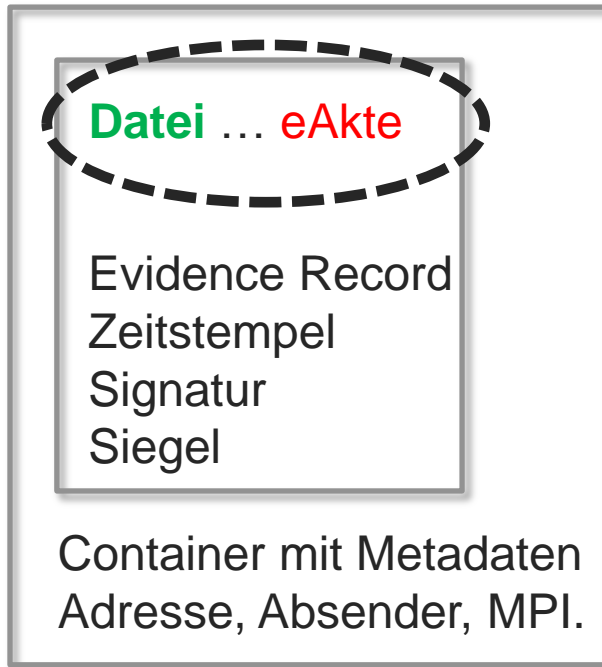 Datei … eAkte
Evidence Record
Zeitstempel
Signatur
Siegel
Container mit Metadaten
Adresse, Absender, MPI.